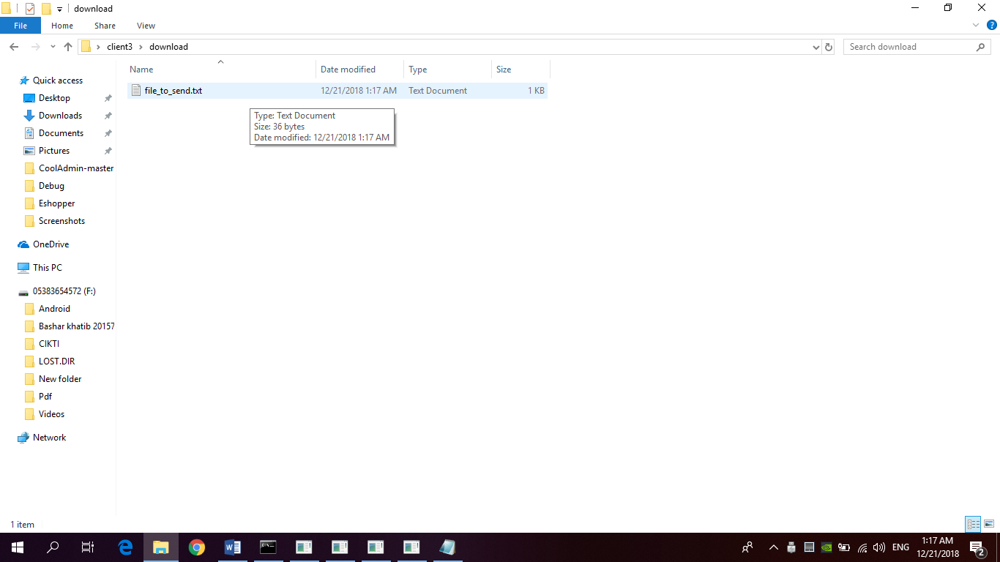 download
File Home Share View
client3 download
Search download
Name Date modified Type Size
file_to_send.txt 12/21/2018 1:17 AM Text Document 1 KB
Type: Text Document
Size: 36 bytes
Date modified: 12/21/2018 1:17 AM
Quick access
Desktop
Downloads
Documents
Pictures
CoolAdmin-master
Debug
Eshopper
Screenshots
OneDrive
This PC
05383654572 (F:)
Android
Bashar khatib 20157
CIKTI
LOST.DIR
New folder
Pdf
Videos
Network
1 item
ENG
1:17 AM
12/21/2018
2